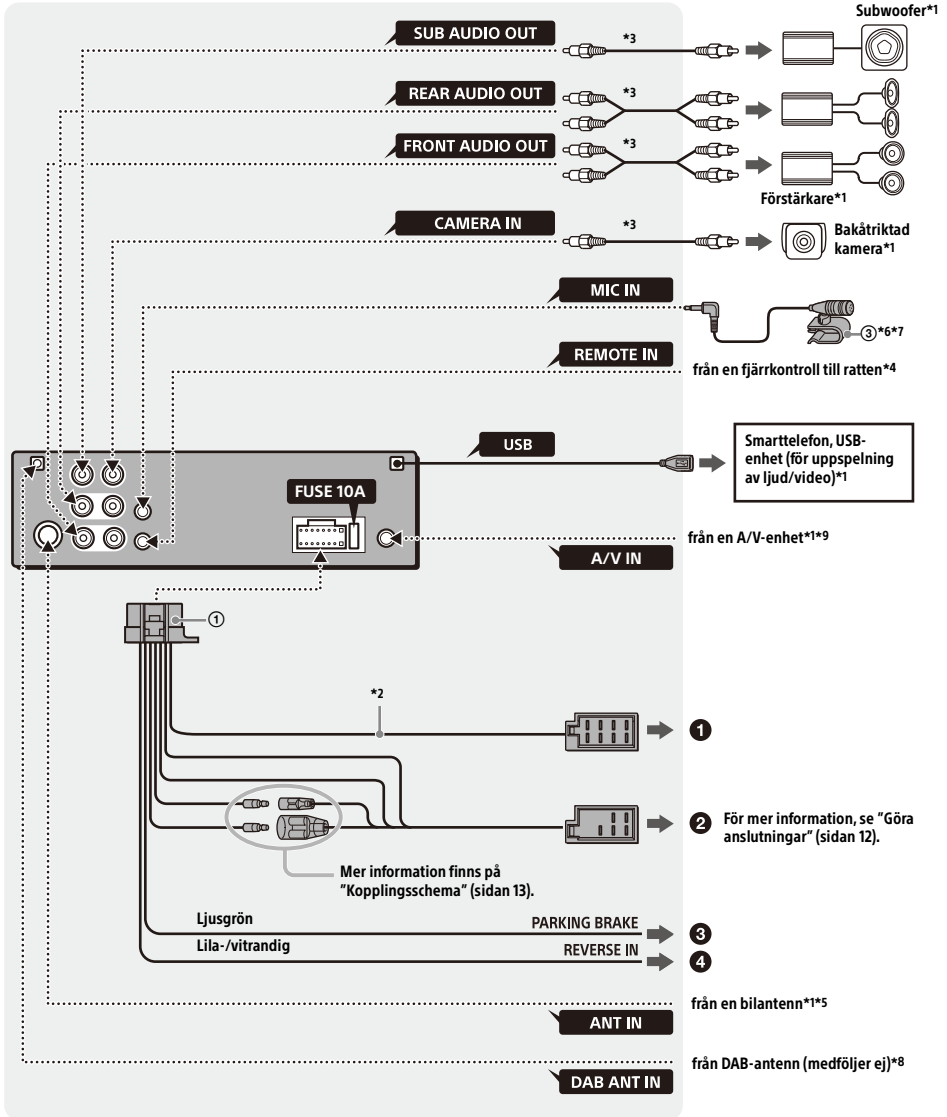 Subwoofer*1
SUB AUDIO OUT
*3
REAR AUDIO OUT
*3
FRONT AUDIO OUT
*3
Förstärkare*1
CAMERA IN
*3
Bakåtriktad
kamera*1
MIC IN
③*6*7
REMOTE IN
från en fjärrkontroll till ratten*4
USB
Smarttelefon, USB-
enhet (för uppspelning
av ljud/video)*1
FUSE 10A
från en A/V-enhet*1*9
A/V IN
①
*2
❶
❷ För mer information, se "Göra
anslutningar" (sidan 12).
Mer information finns på
"Kopplingsschema" (sidan 13).
Ljusgrön
PARKING BRAKE
❸
Lila-/vitrandig
REVERSE IN
❹
från en bilantenn*1*5
ANT IN
från DAB-antenn (medföljer ej)*8
DAB ANT IN